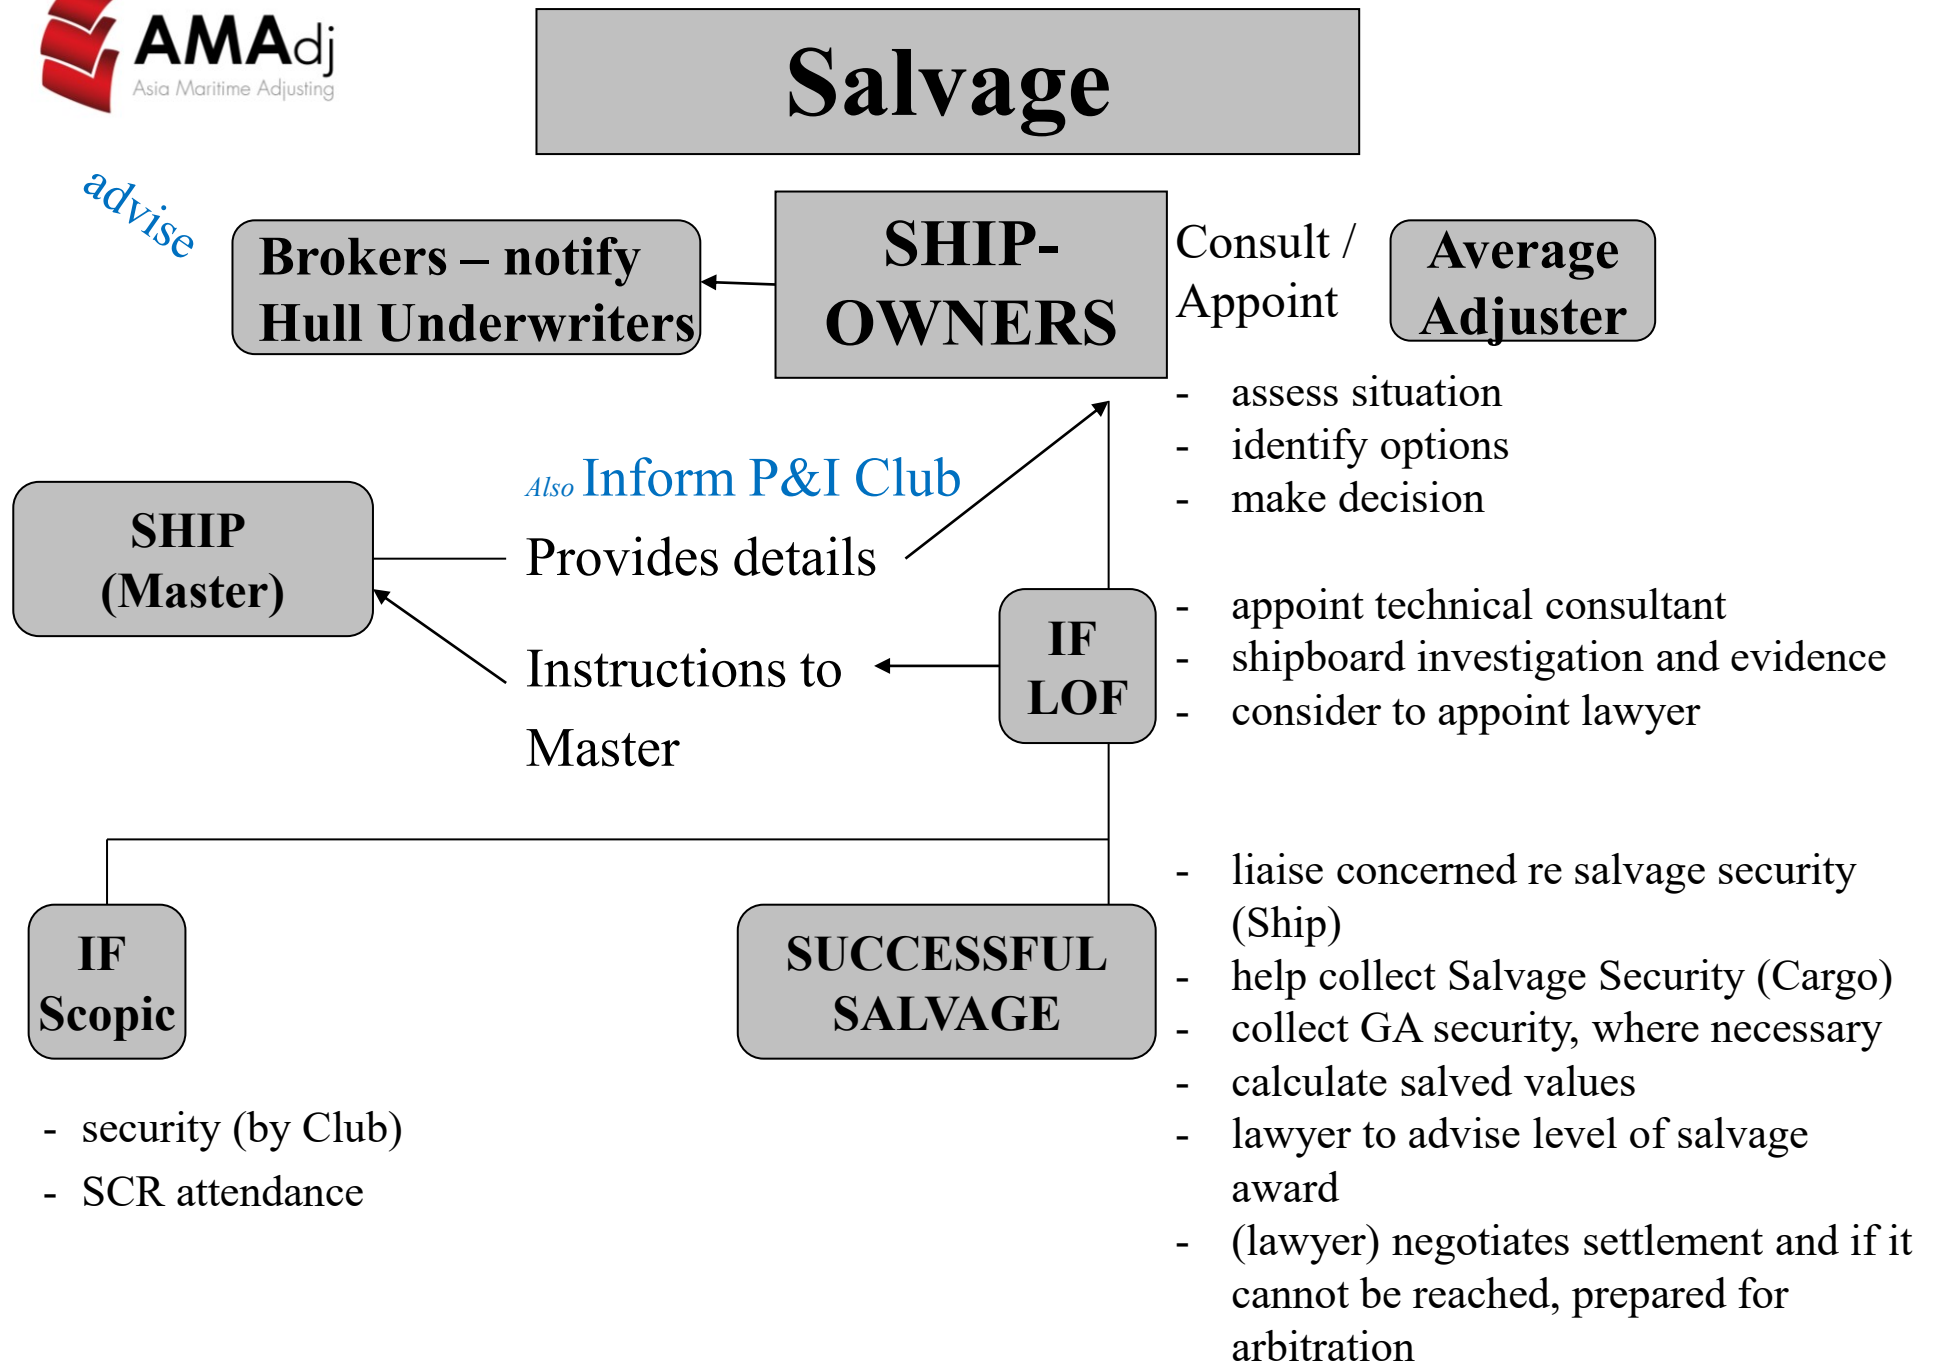 AMAdj
Asia Maritime Adjusting
Salvage
advise
Brokers – notify
Hull Underwriters
SHIP-
OWNERS
Consult /
Appoint
Average
Adjuster
- assess situation
- identify options
- make decision
Also Inform P&I Club
SHIP
(Master)
Provides details
Instructions to
Master
IF
LOF
- appoint technical consultant
- shipboard investigation and evidence
- consider to appoint lawyer
IF
Scopic
- security (by Club)
- SCR attendance
SUCCESSFUL
SALVAGE
- liaise concerned re salvage security
(Ship)
- help collect Salvage Security (Cargo)
- collect GA security, where necessary
- calculate salved values
- lawyer to advise level of salvage
award
- (lawyer) negotiates settlement and if it
cannot be reached, prepared for
arbitration